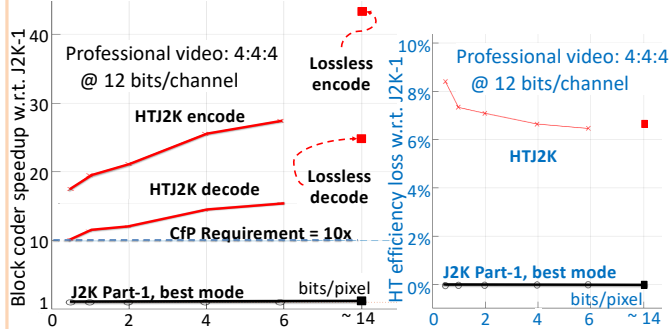 Block coder speedup w.r.t. J2K-1
40
30
20
10
1
Professional video: 4:4:4
@ 12 bits/channel
Lossless
encode
HTJ2K encode
HTJ2K decode
Lossless
decode
CfP Requirement = 10x
J2K Part-1, best mode
bits/pixel
0
2
4
6
~ 14
HT efficiency loss w.r.t. J2K-1
10%
8%
6%
4%
2%
0%
Professional video: 4:4:4
@ 12 bits/channel
HTJ2K
J2K Part-1, best mode
bits/pixel
0
2
4
6
~ 14